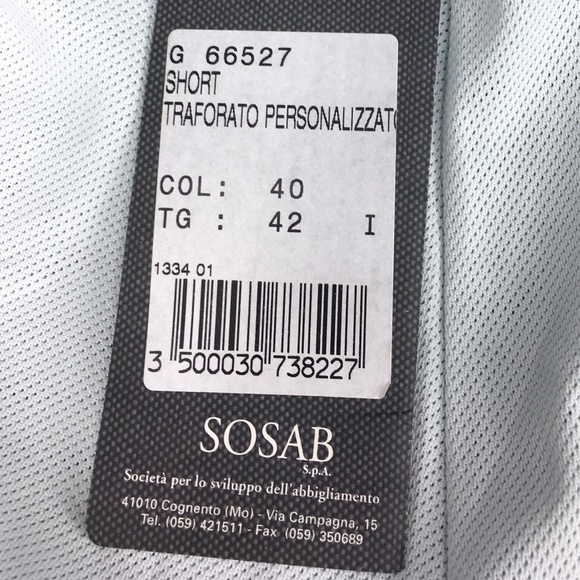 G 66527
SHORT
TRAFORATO PERSONALIZZATO
COL: 40
TG : 42 I
1334 01
3 500030 738227
SOSAB
S.p.A.
Società per lo sviluppo dell'abbigliamento
41010 Cognento (Mo) - Via Campagna, 15
Tel. (059) 421511 - Fax (059) 350689